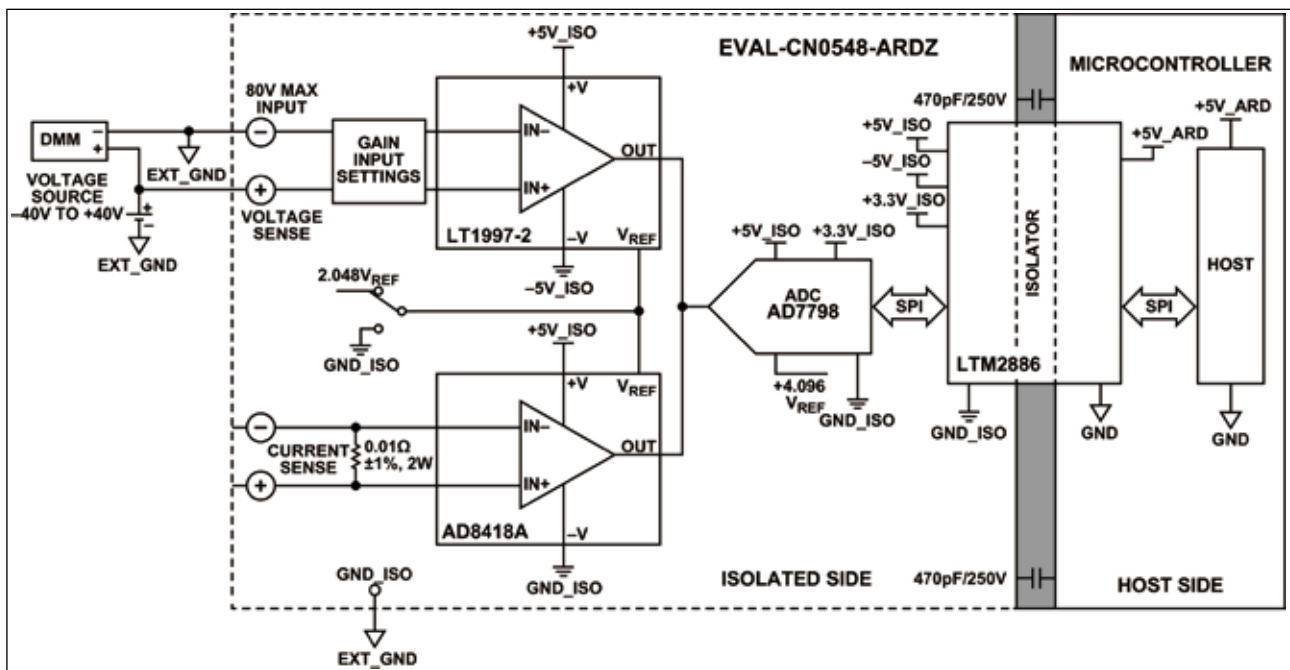 EVAL-CN0548-ARDZ
MICROCONTROLLER
+5V_ISO
+V
80V MAX
INPUT
470pF/250V
+5V_ARD
DMM
–
+
EXT_GND
VOLTAGE
SOURCE
–40V TO +40V
+
–
EXT_GND
–
+
VOLTAGE
SENSE
GAIN
INPUT
SETTINGS
IN–
IN+
OUT
–V
LT1997-2
VREF
–5V_ISO
+5V_ISO
–5V_ISO
+3.3V_ISO
+5V_ARD
ISOLATOR
HOST
2.048VREF
GND_ISO
+5V_ISO
+3.3V_ISO
ADC
AD7798
SPI
SPI
LTM2886
+4.096
VREF
GND_ISO
GND_ISO
GND
GND
+5V_ISO
+V
VREF
–
+
CURRENT
SENSE
0.01Ω
±1%, 2W
IN–
IN+
OUT
–V
AD8418A
GND_ISO
GND_ISO
EXT_GND
ISOLATED SIDE
470pF/250V
HOST SIDE